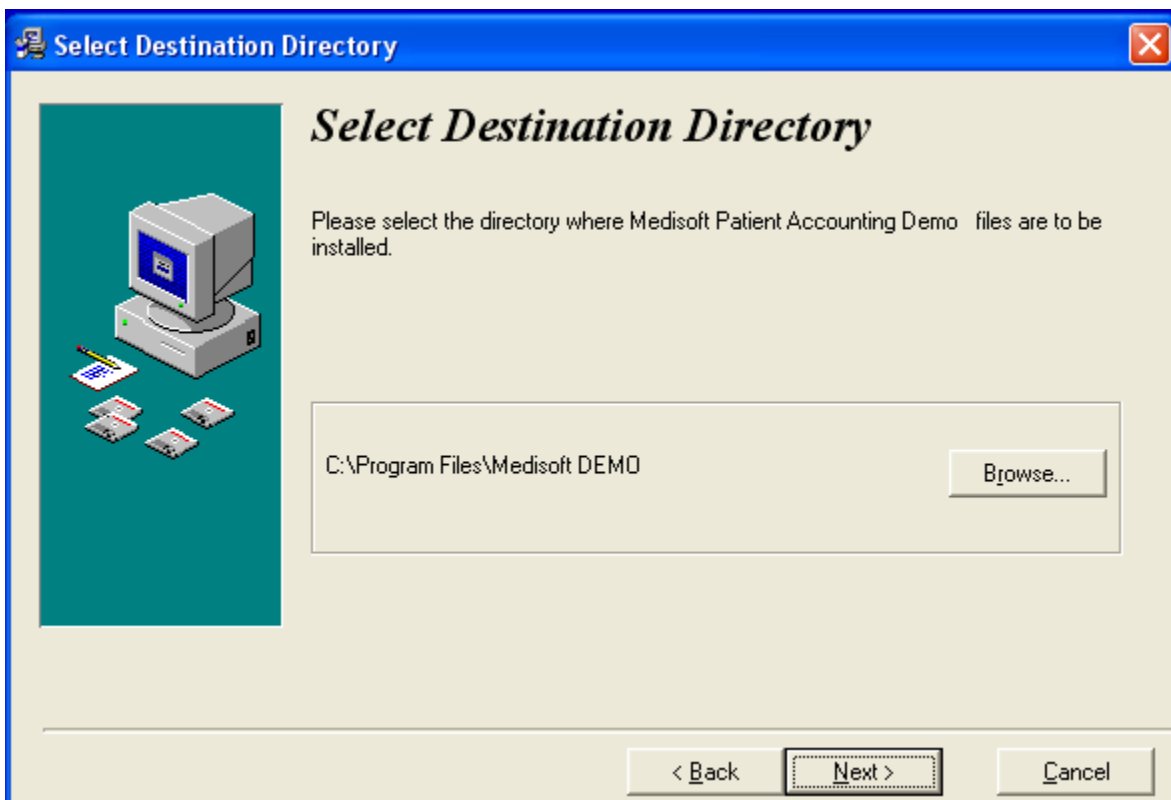 Select Destination Directory
Select Destination Directory
Please select the directory where Medisoft Patient Accounting Demo   files are to be
installed.
C:\Program Files\Medisoft DEMO
Browse...
< Back
Next >
Cancel